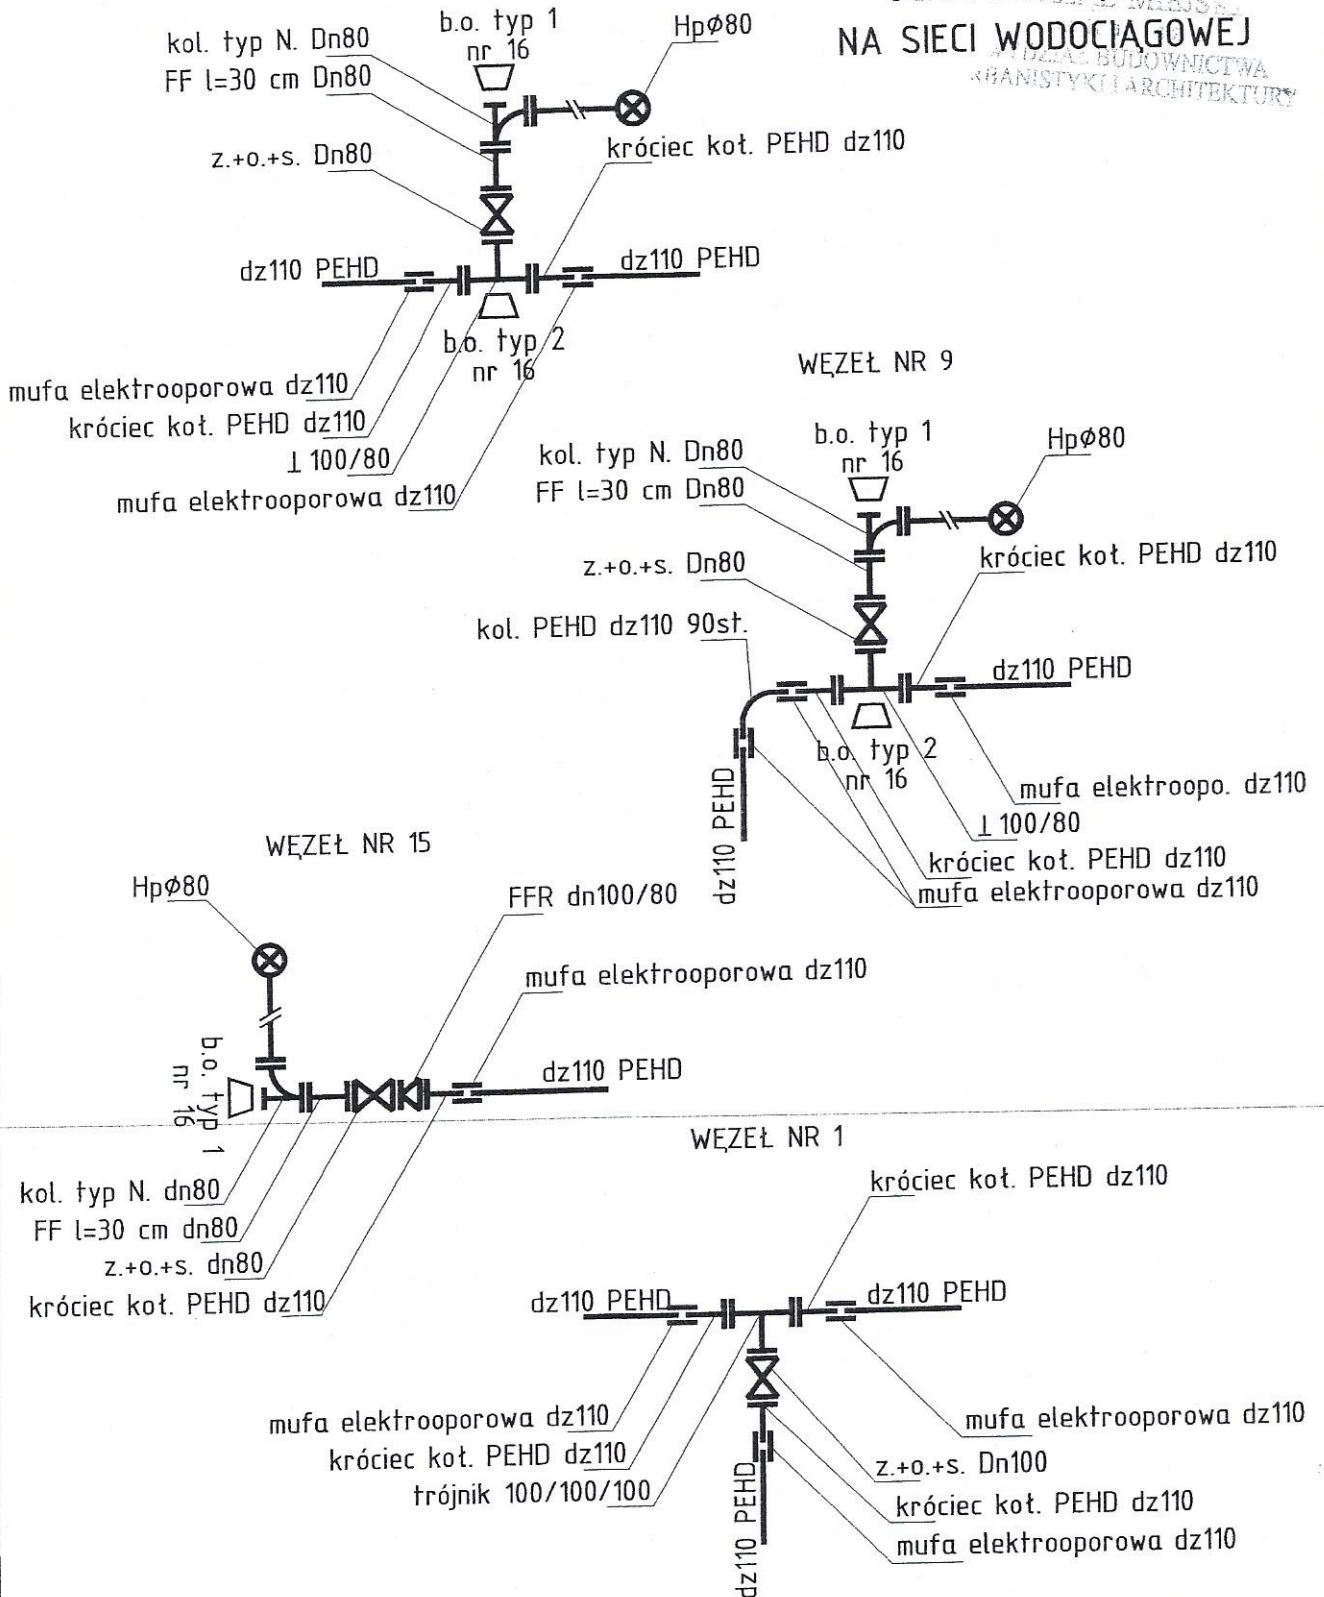 NA SIECI WODOCIĄGOWEJ
BUDOWNICTWA
ARCHITEKTURY
kol. typ N. Dn80
FF l=30 cm Dn80
z.+o.+s. Dn80
b.o. typ 1
nr 16
HpØ80
króciec koł. PEHD dz110
dz110 PEHD
dz110 PEHD
b.o. typ 2
nr 16
mufa elektrooporowa dz110
króciec koł. PEHD dz110
⊥ 100/80
mufa elektrooporowa dz110
WĘZEŁ NR 9
kol. typ N. Dn80
FF l=30 cm Dn80
z.+o.+s. Dn80
kol. PEHD dz110 90st.
b.o. typ 1
nr 16
HpØ80
króciec koł. PEHD dz110
dz110 PEHD
b.o. typ 2
nr 16
dz110 PEHD
mufa elektroopo. dz110
⊥ 100/80
króciec koł. PEHD dz110
mufa elektrooporowa dz110
WĘZEŁ NR 15
HpØ80
FFR dn100/80
mufa elektrooporowa dz110
dz110 PEHD
b.o. typ 1
nr 16
kol. typ N. dn80
FF l=30 cm dn80
z.+o.+s. dn80
króciec koł. PEHD dz110
WĘZEŁ NR 1
króciec koł. PEHD dz110
dz110 PEHD
dz110 PEHD
mufa elektrooporowa dz110
króciec koł. PEHD dz110
trójnik 100/100/100
dz110 PEHD
mufa elektrooporowa dz110
z.+o.+s. Dn100
króciec koł. PEHD dz110
mufa elektrooporowa dz110